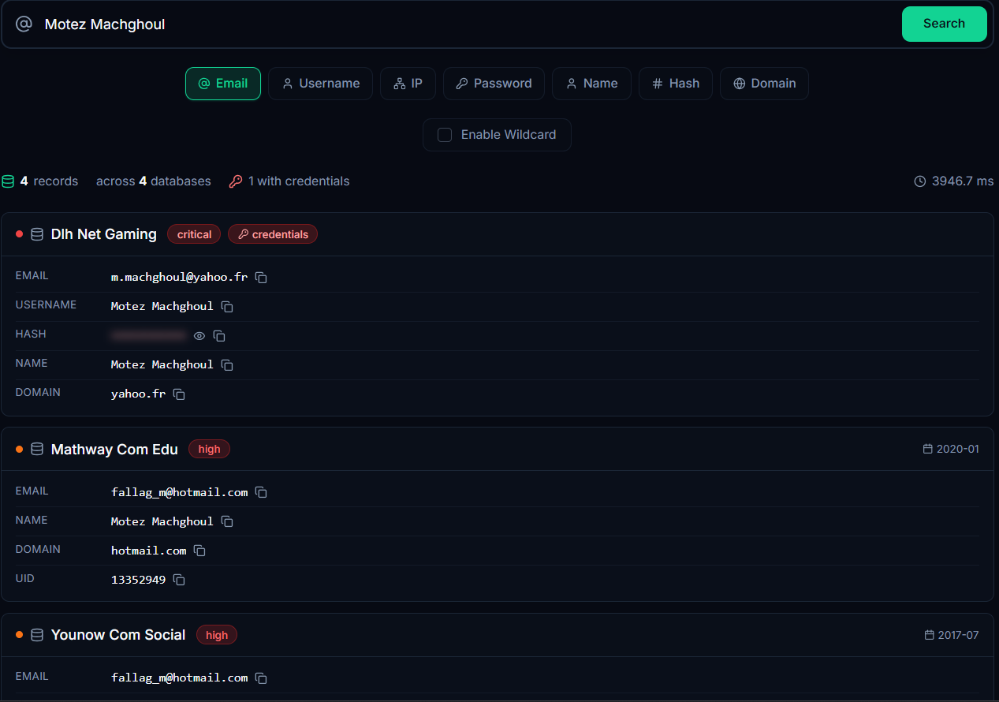 @ Motez Machghoul Search
@ Email Username IP Password Name # Hash Domain
Enable Wildcard
4 records across 4 databases 1 with credentials 3946.7 ms
Dlh Net Gaming critical credentials
EMAIL m.machghoul@yahoo.fr
USERNAME Motez Machghoul
HASH
NAME Motez Machghoul
DOMAIN yahoo.fr
Mathway Com Edu high 2020-01
EMAIL fallag_m@hotmail.com
NAME Motez Machghoul
DOMAIN hotmail.com
UID 13352949
Younow Com Social high 2017-07
EMAIL fallag_m@hotmail.com